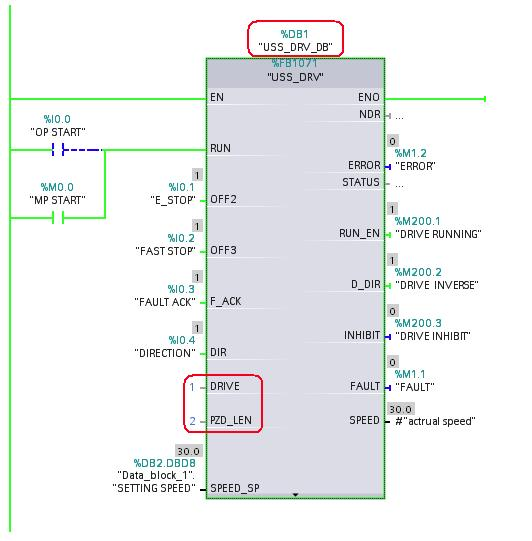 %DB1
"USS_DRV_DB"
%FB1071
"USS_DRV"
EN
ENO
NDR
...
%I0.0
"OP START"
RUN
0
%M1.2
ERROR
"ERROR"
STATUS
...
%M0.0
"MP START"
1
%I0.1
"E_STOP"
OFF2
1
%M200.1
RUN_EN
"DRIVE RUNNING"
1
%I0.2
"FAST STOP"
OFF3
1
%M200.2
D_DIR
"DRIVE INVERSE"
1
%I0.3
"FAULT ACK"
F_ACK
0
%M200.3
INHIBIT
"DRIVE INHIBIT"
1
%I0.4
"DIRECTION"
DIR
0
%M1.1
FAULT
"FAULT"
1
DRIVE
30.0
SPEED
#"actrual speed"
2
PZD_LEN
30.0
%DB2.DBD8
"Data_block_1".
"SETTING SPEED"
SPEED_SP